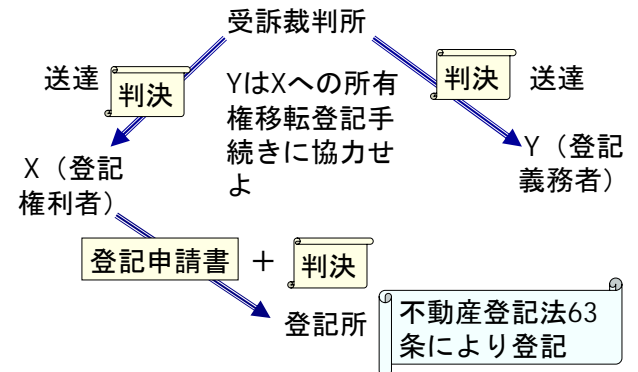 受訴裁判所
送達
判決
YはXへの所有
権移転登記手
続きに協力せ
よ
判決
送達
X（登記
権利者）
Y（登記
義務者）
登記申請書
＋
判決
登記所
不動産登記法63
条により登記